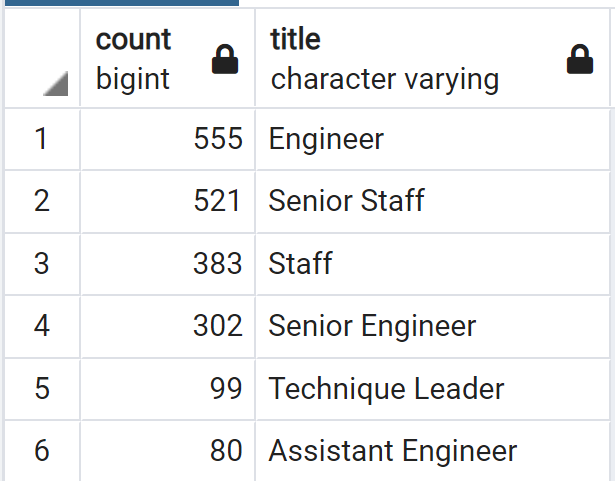 count title
bigint character varying
1 555 Engineer
2 521 Senior Staff
3 383 Staff
4 302 Senior Engineer
5 99 Technique Leader
6 80 Assistant Engineer